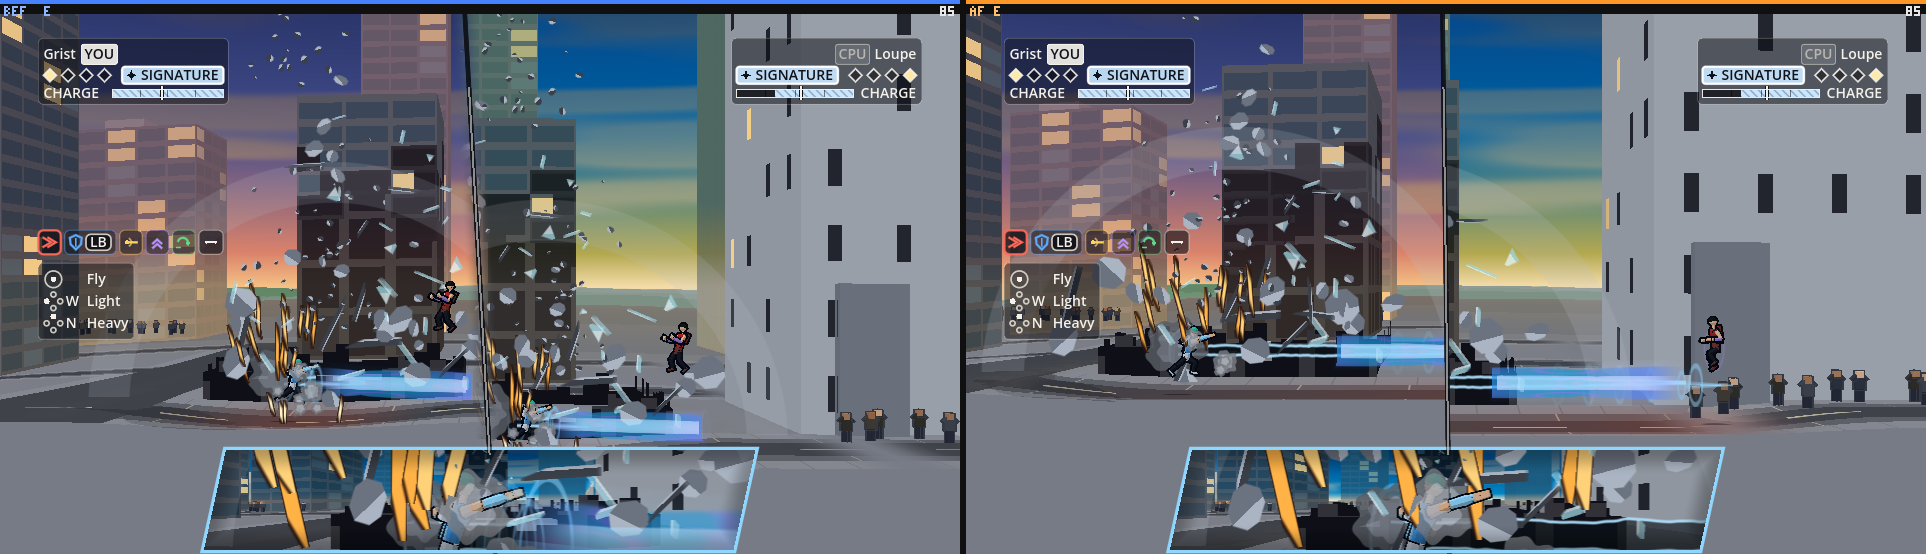 BEF E 85
Grist YOU
SIGNATURE
CHARGE
CPU Loupe
SIGNATURE
CHARGE
LB
Fly
W Light
N Heavy
AF E 85
Grist YOU
SIGNATURE
CHARGE
CPU Loupe
SIGNATURE
CHARGE
LB
Fly
W Light
N Heavy